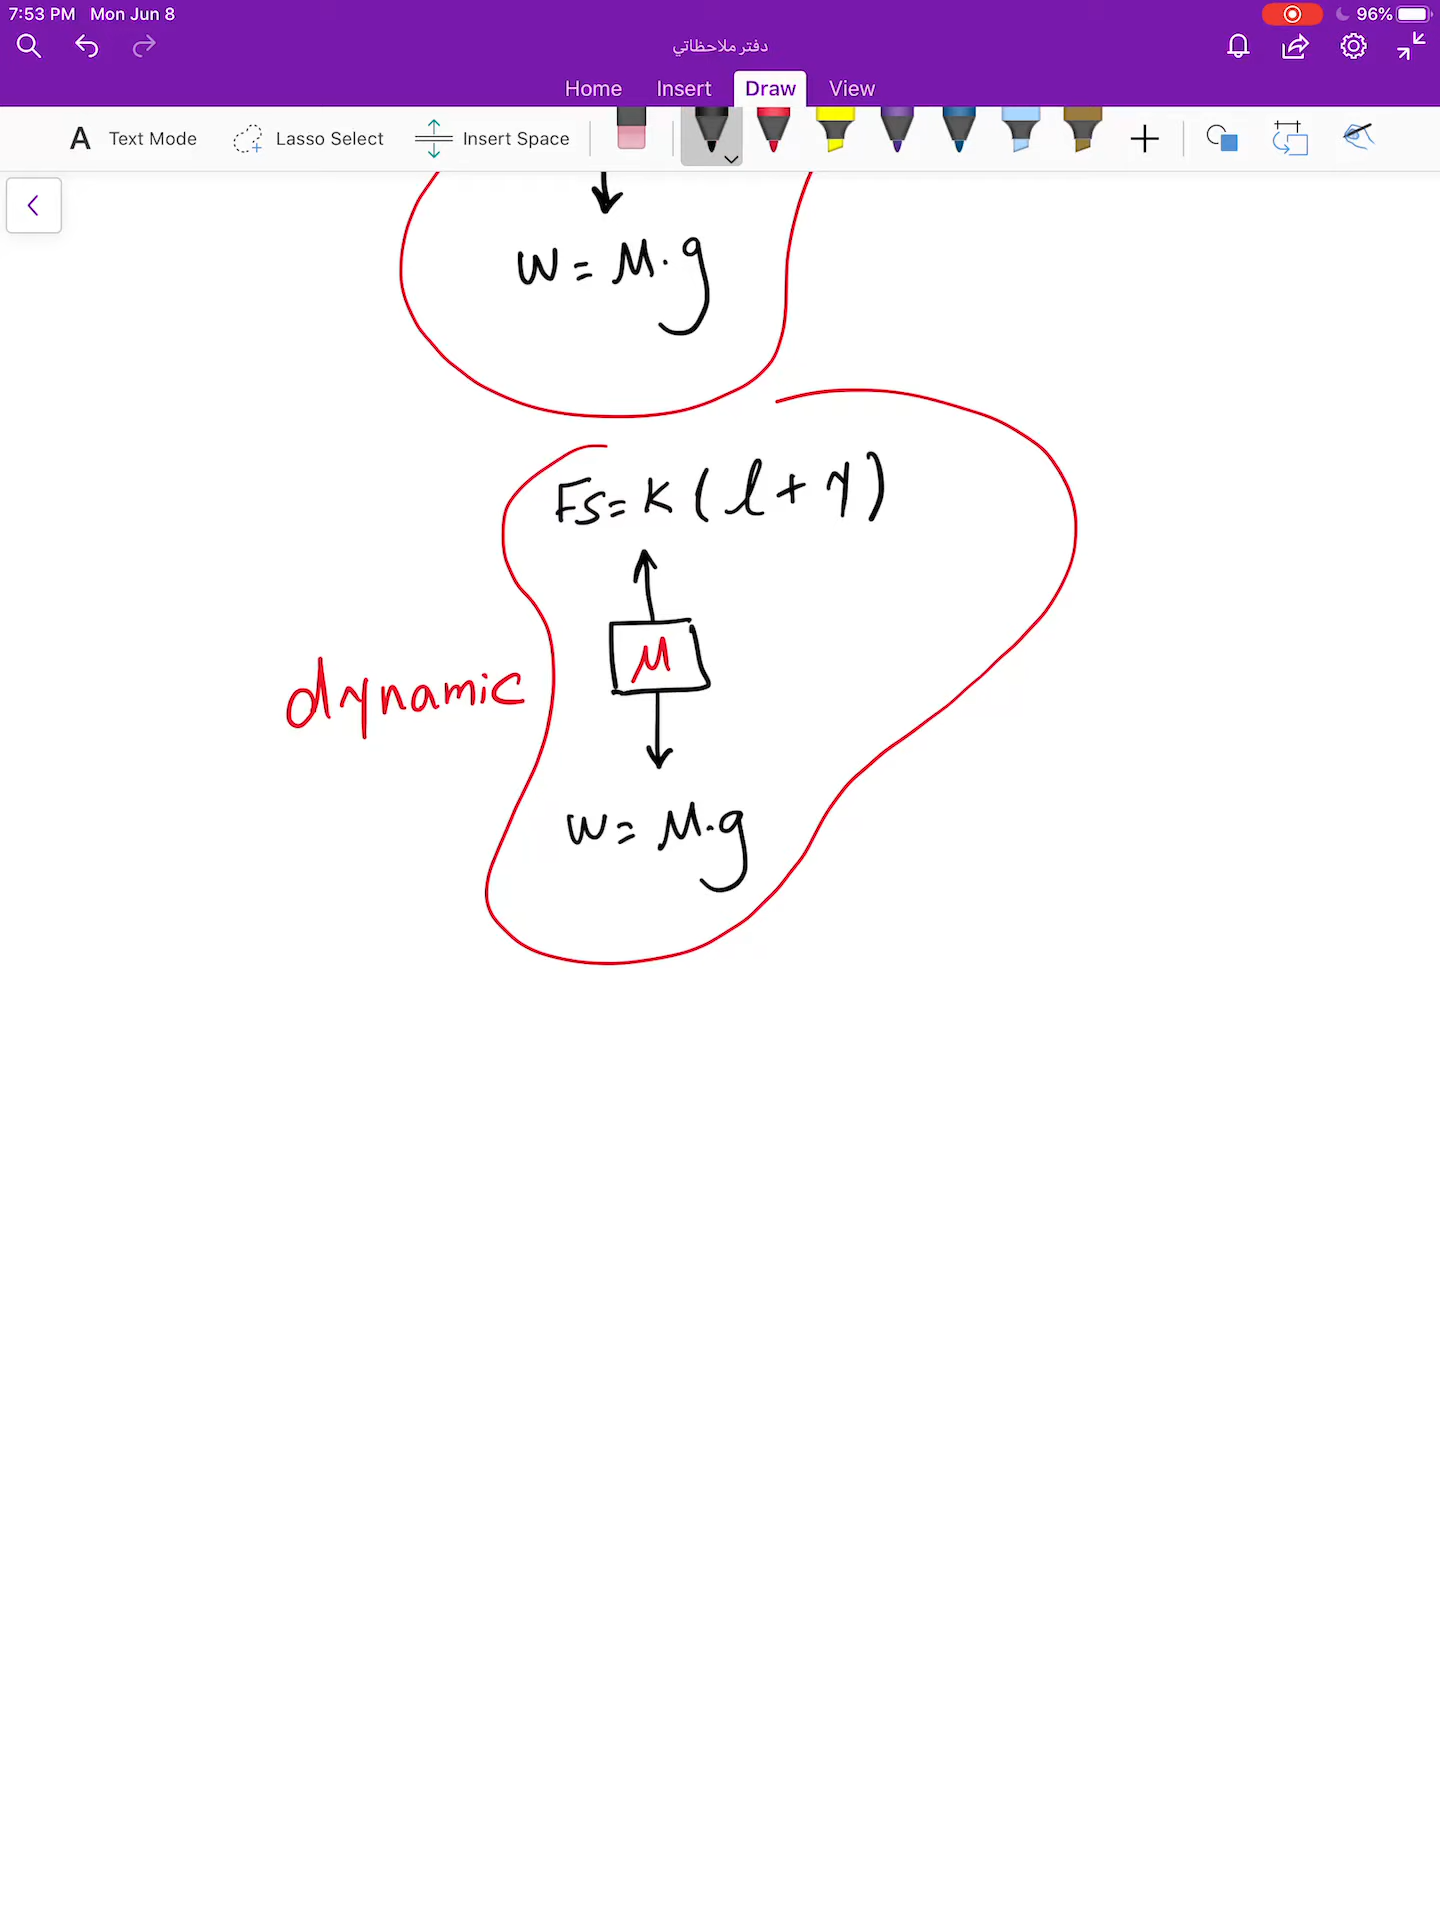 7:53 PM Mon Jun 8
96%
دفتر ملاحظاتي
Home Insert Draw View
A Text Mode Lasso Select Insert Space
W = M.g
Fs = K ( l + y )
M
dynamic
W = M.g